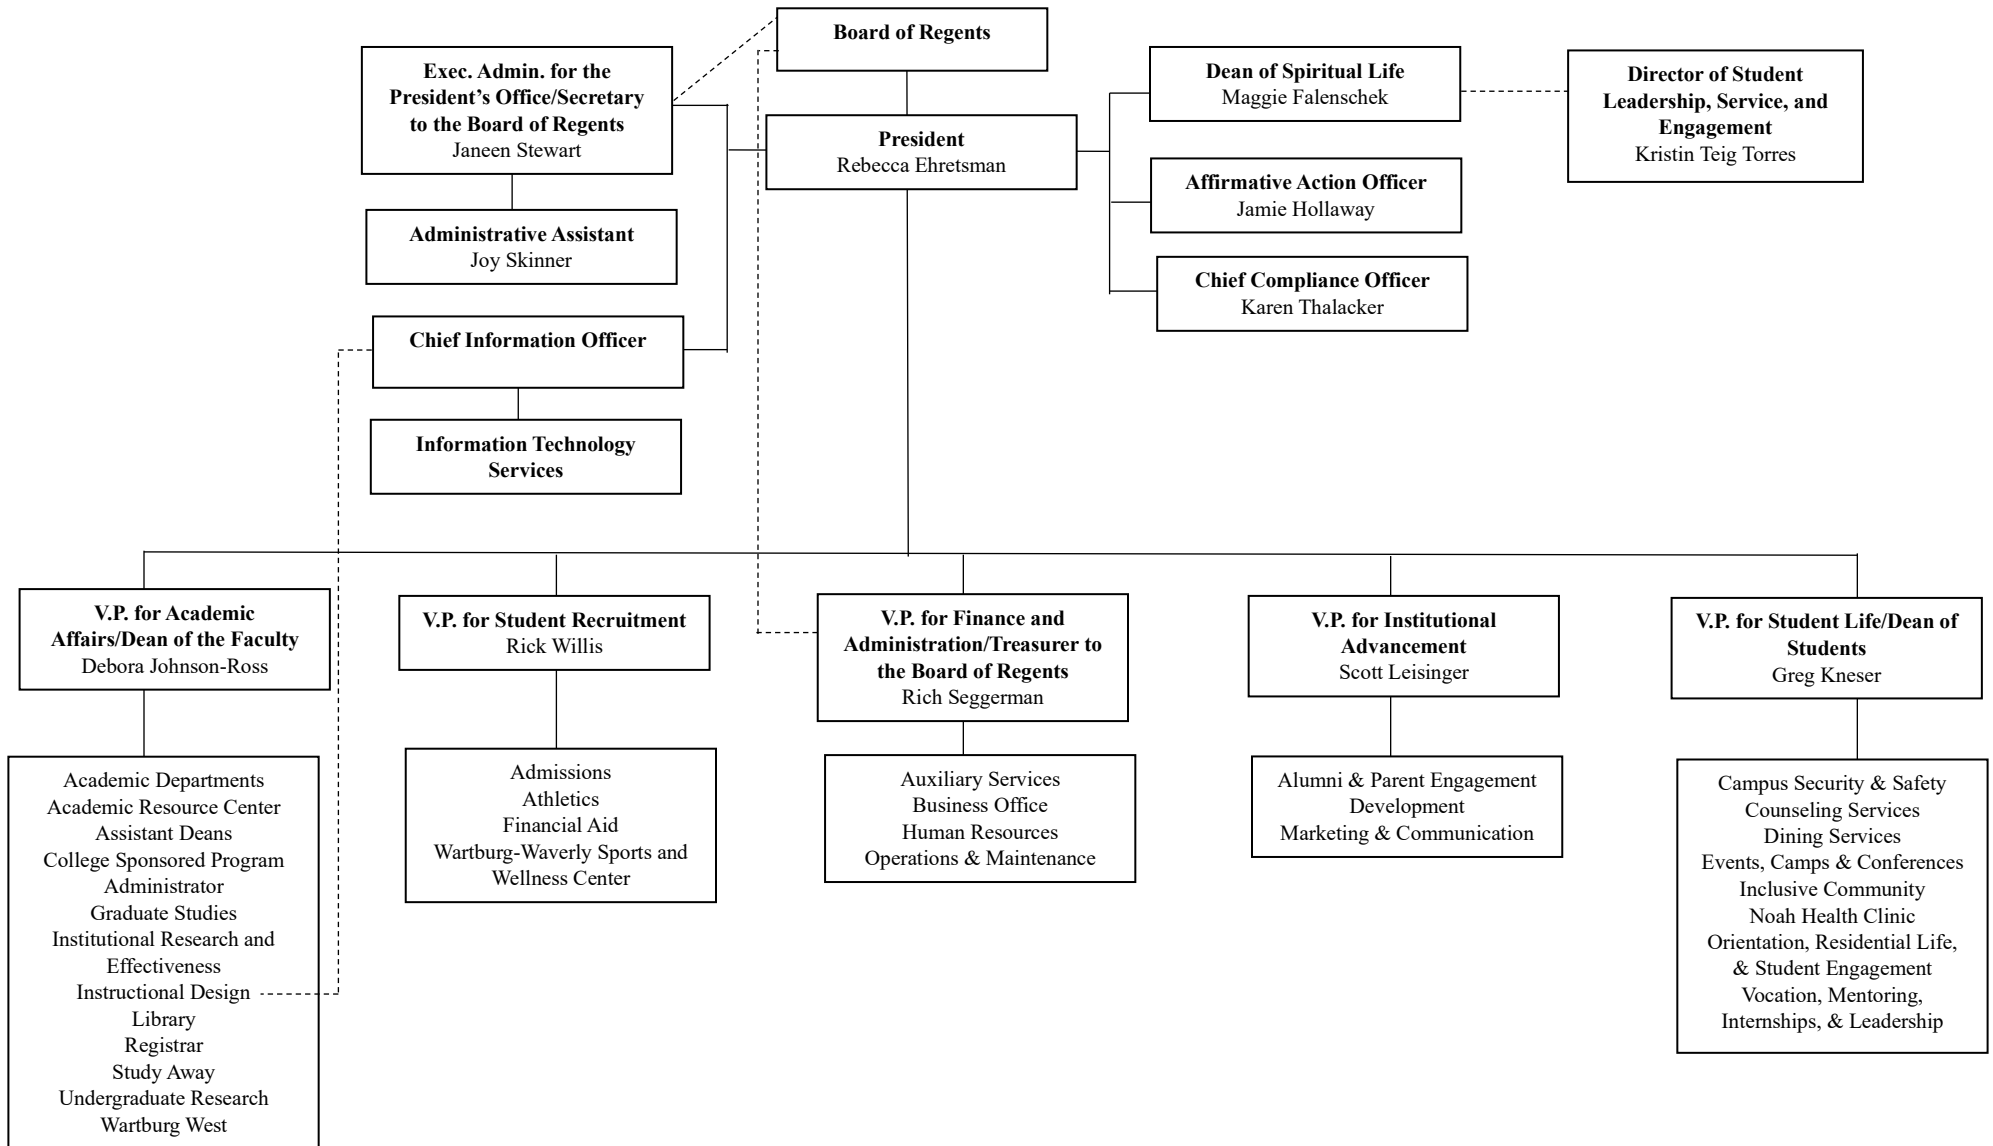 Board of Regents
Exec. Admin. for the
President’s Office/Secretary
to the Board of Regents
Janeen Stewart
Dean of Spiritual Life
Maggie Falenschek
Director of Student
Leadership, Service, and
Engagement
Kristin Teig Torres
President
Rebecca Ehretsman
Affirmative Action Officer
Jamie Hollaway
Administrative Assistant
Joy Skinner
Chief Compliance Officer
Karen Thalacker
Chief Information Officer
Information Technology
Services
V.P. for Academic
Affairs/Dean of the Faculty
Debora Johnson-Ross
V.P. for Student Recruitment
Rick Willis
V.P. for Finance and
Administration/Treasurer to
the Board of Regents
Rich Seggerman
V.P. for Institutional
Advancement
Scott Leisinger
V.P. for Student Life/Dean of
Students
Greg Kneser
Academic Departments
Academic Resource Center
Assistant Deans
College Sponsored Program
Administrator
Graduate Studies
Institutional Research and
Effectiveness
Instructional Design
Library
Registrar
Study Away
Undergraduate Research
Wartburg West
Admissions
Athletics
Financial Aid
Wartburg-Waverly Sports and
Wellness Center
Auxiliary Services
Business Office
Human Resources
Operations & Maintenance
Alumni & Parent Engagement
Development
Marketing & Communication
Campus Security & Safety
Counseling Services
Dining Services
Events, Camps & Conferences
Inclusive Community
Noah Health Clinic
Orientation, Residential Life,
& Student Engagement
Vocation, Mentoring,
Internships, & Leadership